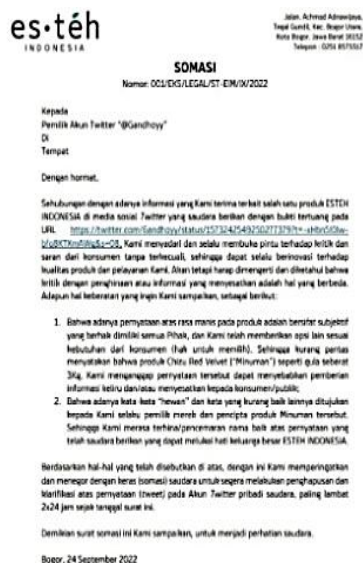 es•téh
INDONESIA
Jalan. Achmad Adnawijaya,
Tegal Gundil, Kec. Bogor Utara,
Kota Bogor, Jawa Barat 16152
Telepon : 0251 8575517
SOMASI
Nomor: 001/EKS/LEGAL/ST-EIM/IX/2022
Kepada
Pemilik Akun Twitter "@Gandhoyy"
Di
Tempat
Dengan hormat,
Sehubungan dengan adanya informasi yang Kami terima terkait salah satu produk ESTEH
INDONESIA di media sosial Twitter yang saudara berikan dengan bukti tertuang pada
URL
Kami menyadari dan selalu membuka pintu terhadap kritik dan
saran dari konsumen tanpa terkecuali, sehingga dapat selalu berinovasi terhadap
kualitas produk dan pelayanan Kami. Akan tetapi harap dimengerti dan diketahui bahwa
kritik dengan penghinaan atau informasi yang menyesatkan adalah hal yang berbeda.
Adapun hal keberatan yang ingin Kami sampaikan, sebagai berikut:
1. Bahwa adanya pernyataan atas rasa manis pada produk adalah bersifat subjektif
yang berhak dimiliki semua Pihak, dan Kami telah memberikan opsi lain sesuai
kebutuhan dari konsumen (hak untuk memilih). Sehingga kurang pantas
menyatakan bahwa produk Chizu Red Velvet ("Minuman") seperti gula seberat
3Kg. Kami menganggap pernyataan tersebut dapat menyebabkan pemberian
informasi keliru dan/atau menyesatkan kepada konsumen/publik;
2. Bahwa adanya kata-kata "hewan" dan kata yang kurang baik lainnya ditujukan
kepada Kami selaku pemilik merek dan pencipta produk Minuman tersebut.
Sehingga Kami merasa terhina/pencemaran nama baik atas pernyataan yang
telah saudara berikan yang dapat melukai hati keluarga besar ESTEH INDONESIA.
Berdasarkan hal-hal yang telah disebutkan di atas, dengan ini Kami memperingatkan
dan menegor dengan keras (somasi) saudara untuk segera melakukan penghapusan dan
klarifikasi atas pernyataan (tweet) pada Akun Twitter pribadi saudara, paling lambat
2x24 jam sejak tanggal surat ini.
Demikian surat somasi ini Kami sampaikan, untuk menjadi perhatian saudara.
Bogor, 24 September 2022